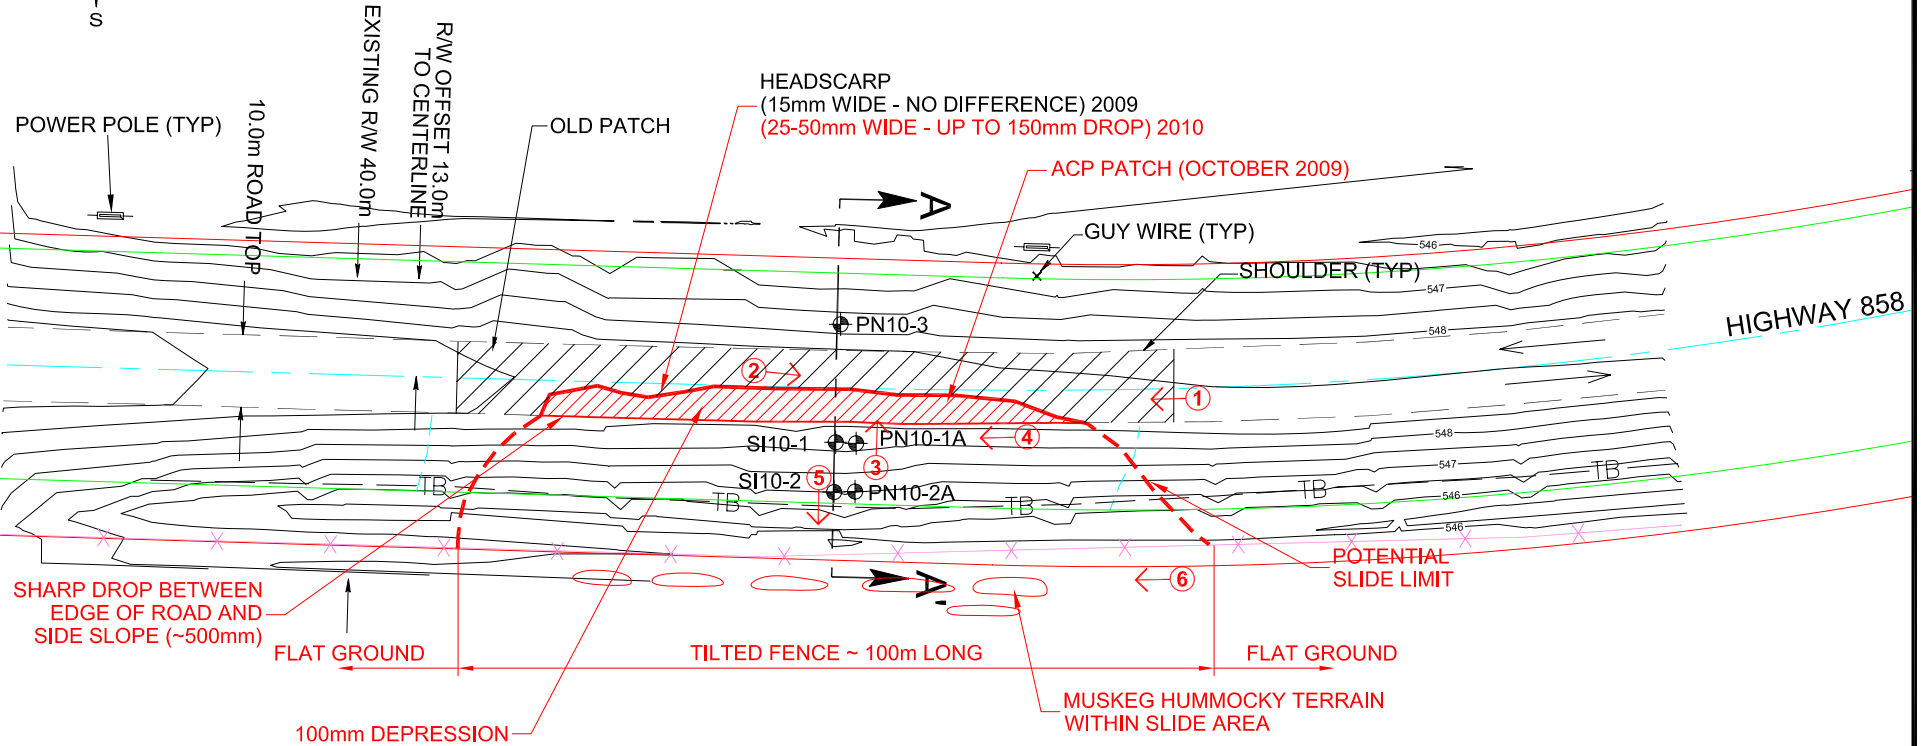 S
EXISTING R/W 40.0m
R/W OFFSET 13.0m
TO CENTERLINE
10.0m ROAD TOP
POWER POLE (TYP)
OLD PATCH
HEADSCARP
(15mm WIDE - NO DIFFERENCE) 2009
(25-50mm WIDE - UP TO 150mm DROP) 2010
ACP PATCH (OCTOBER 2009)
A
GUY WIRE (TYP)
SHOULDER (TYP)
546
547
548
HIGHWAY 858
PN10-3
2
1
SI10-1
PN10-1A
4
3
548
547
546
546
SI10-2
5
PN10-2A
TB
TB
TB
TB
TB
A'
6
POTENTIAL
SLIDE LIMIT
SHARP DROP BETWEEN
EDGE OF ROAD AND
SIDE SLOPE (~500mm)
FLAT GROUND
TILTED FENCE ~ 100m LONG
FLAT GROUND
MUSKEG HUMMOCKY TERRAIN
WITHIN SLIDE AREA
100mm DEPRESSION